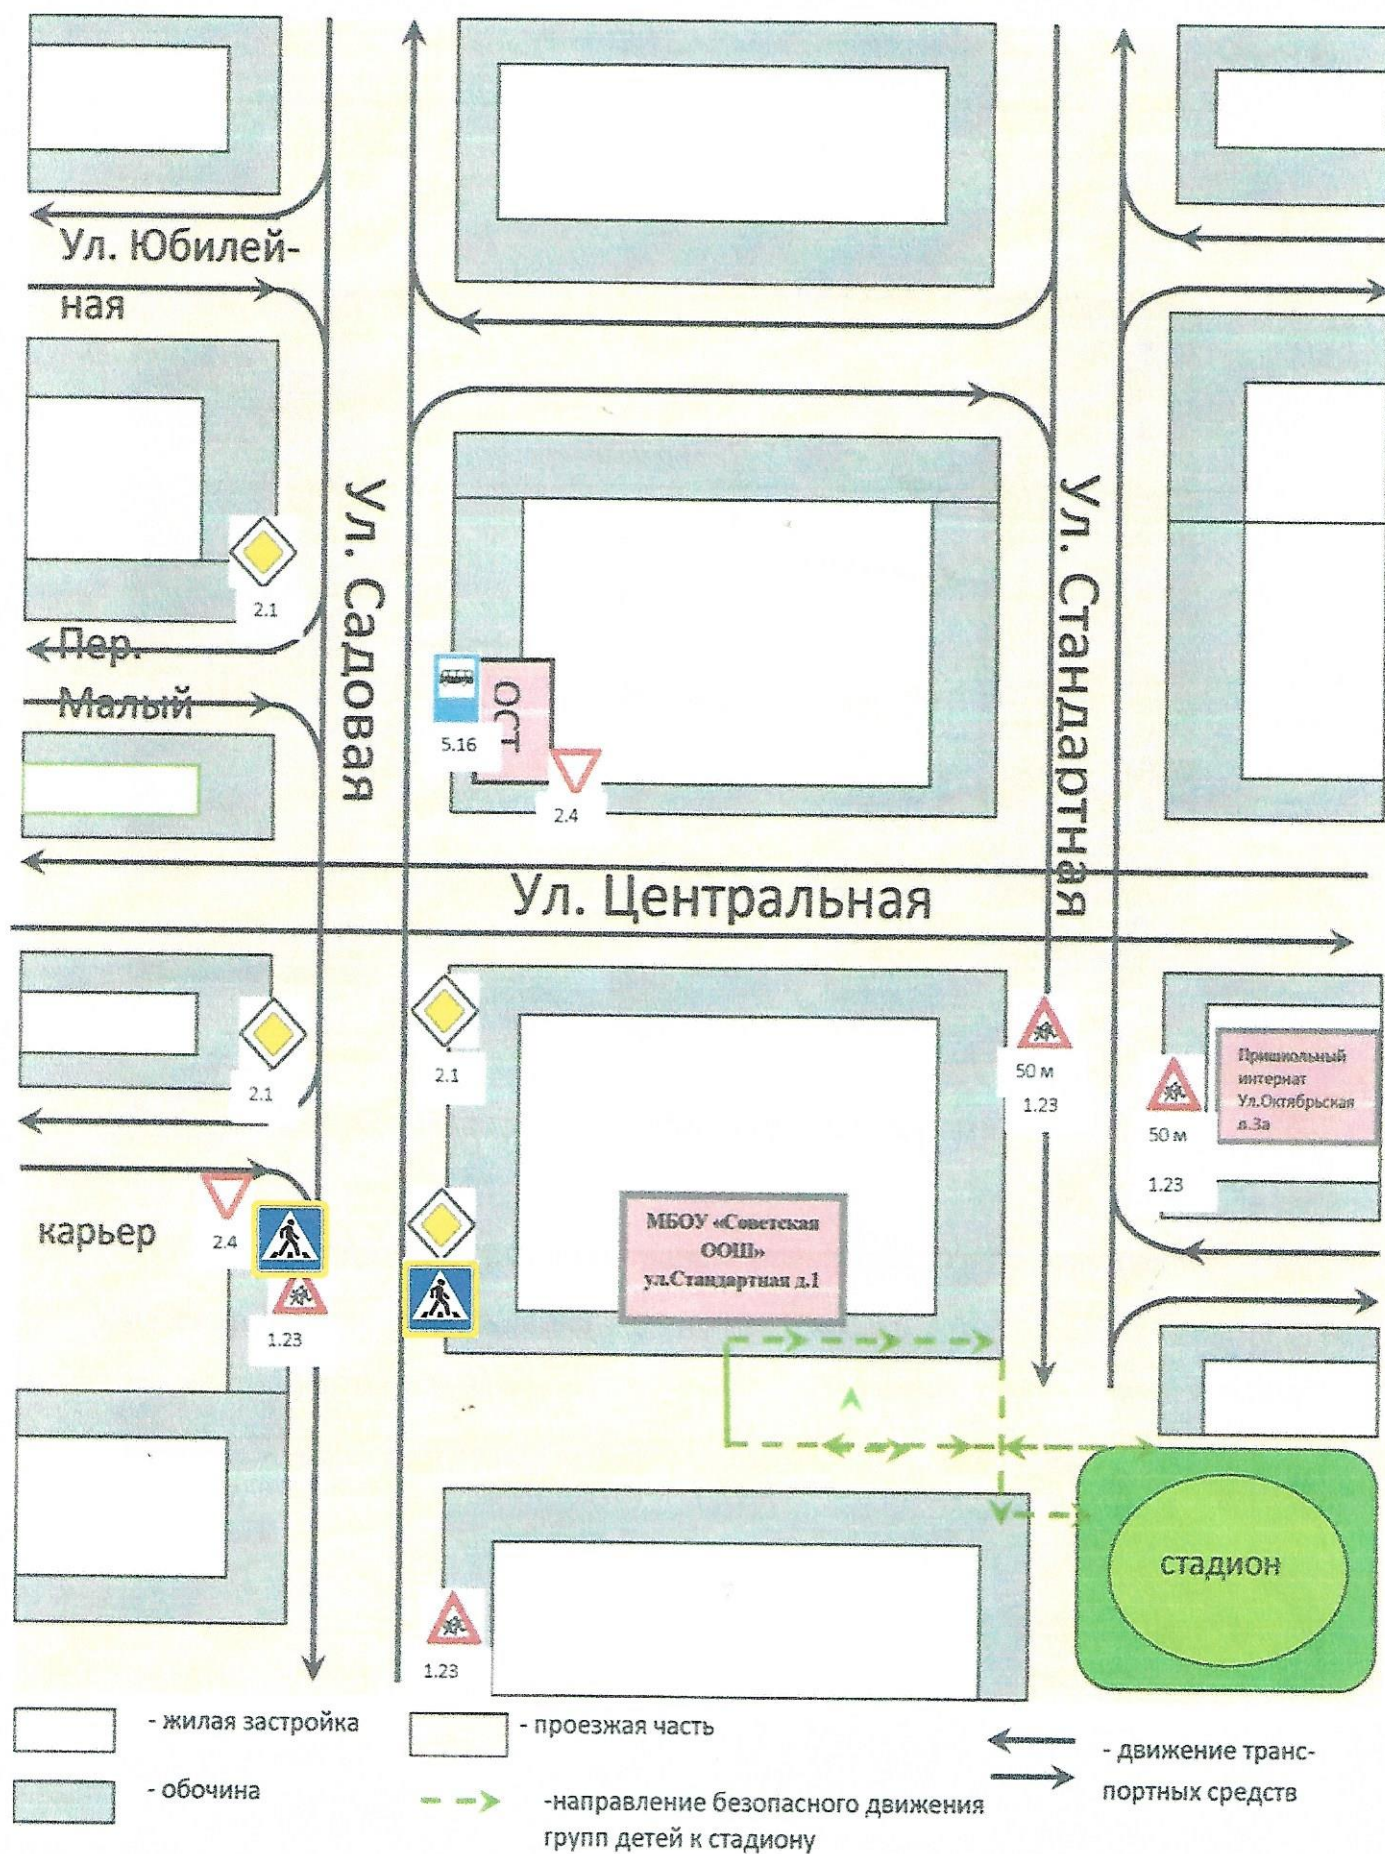 Ул. Юбилей-
ная
2.1
Ул. Садовая
Ул. Стандартная
Пер.
Малый
ОСТ
5.16
2.4
Ул. Центральная
2.1
2.1
50 м
1.23
Пришкольный
интернат
Ул.Октябрьская
д.3а
50 м
1.23
карьер
2.4
1.23
МБОУ «Советская
ООШ»
ул.Стандартная д.1
стадион
1.23
- жилая застройка
- проезжая часть
- движение транс-
портных средств
- обочина
-направление безопасного движения
групп детей к стадиону